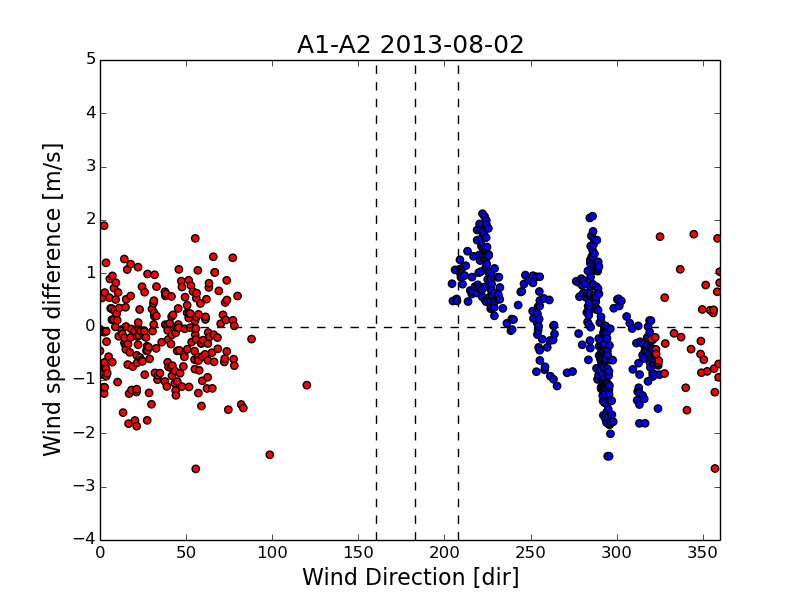 A1-A2 2013-08-02
Wind speed difference [m/s]
5
4
3
2
1
0
−1
−2
−3
−4
0 50 100 150 200 250 300 350
Wind Direction [dir]